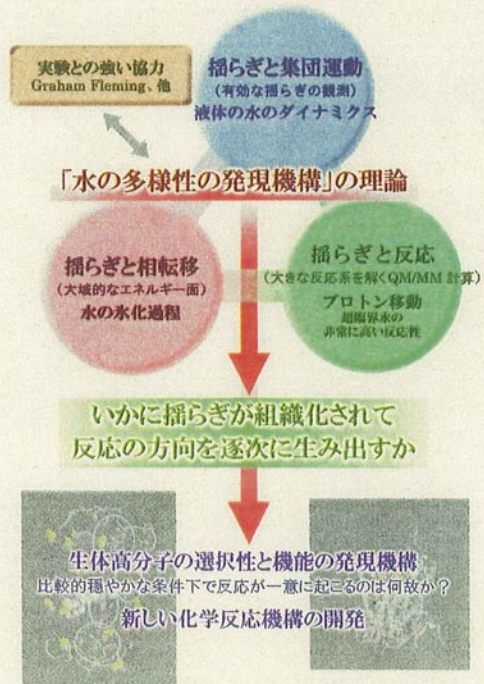 実験との強い協力
Graham Fleming、他
揺らぎと集団運動
(有効な揺らぎの観測)
液体の水のダイナミクス
「水の多様性の発現機構」の理論
揺らぎと相転移
(大域的なエネルギー面)
水の氷化過程
揺らぎと反応
(大きな反応系を解くQM/MM 計算)
プロトン移動
超臨界水の
非常に高い反応性
いかに揺らぎが組織化されて
反応の方向を逐次に生み出すか
生体高分子の選択性と機能の発現機構
比較的穏やかな条件下で反応が一意に起こるのは何故か?
新しい化学反応機構の開発